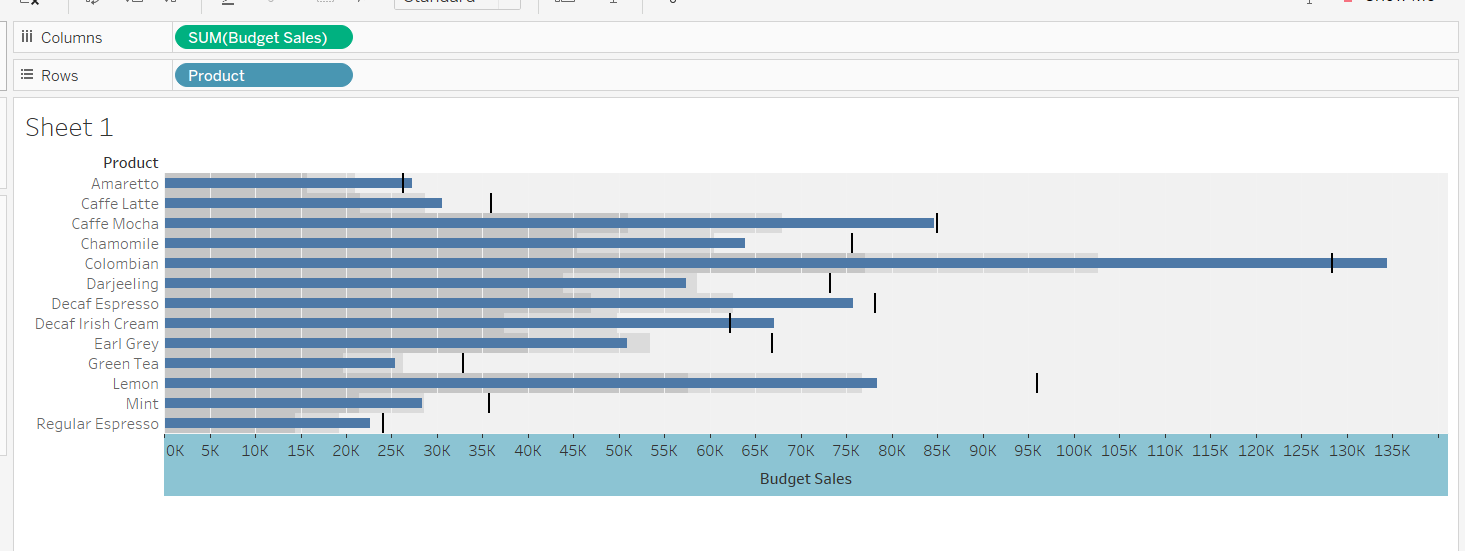 Standard
Show Me
Columns
SUM(Budget Sales)
Rows
Product
Sheet 1
Product
Amaretto
Caffe Latte
Caffe Mocha
Chamomile
Colombian
Darjeeling
Decaf Espresso
Decaf Irish Cream
Earl Grey
Green Tea
Lemon
Mint
Regular Espresso
0K 5K 10K 15K 20K 25K 30K 35K 40K 45K 50K 55K 60K 65K 70K 75K 80K 85K 90K 95K 100K 105K 110K 115K 120K 125K 130K 135K
Budget Sales